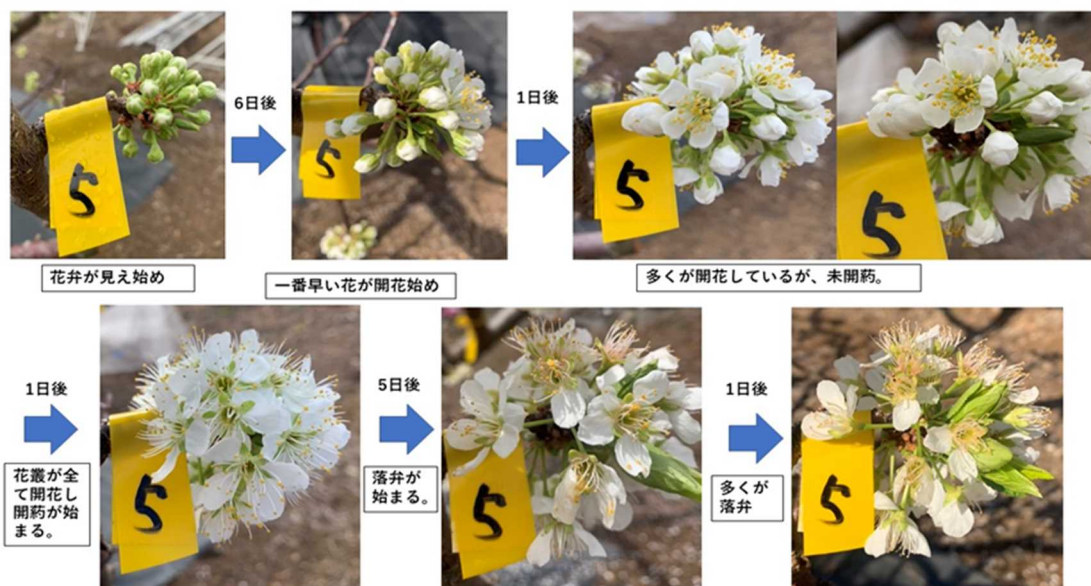 6日後
1日後
5
5
5
5
花弁が見え始め
一番早い花が開花始め
多くが開花しているが、未開葯。
1日後
5日後
1日後
花叢が全
て開花し
開葯が始
まる。
落弁が
始まる。
多くが
落弁
5
5
5